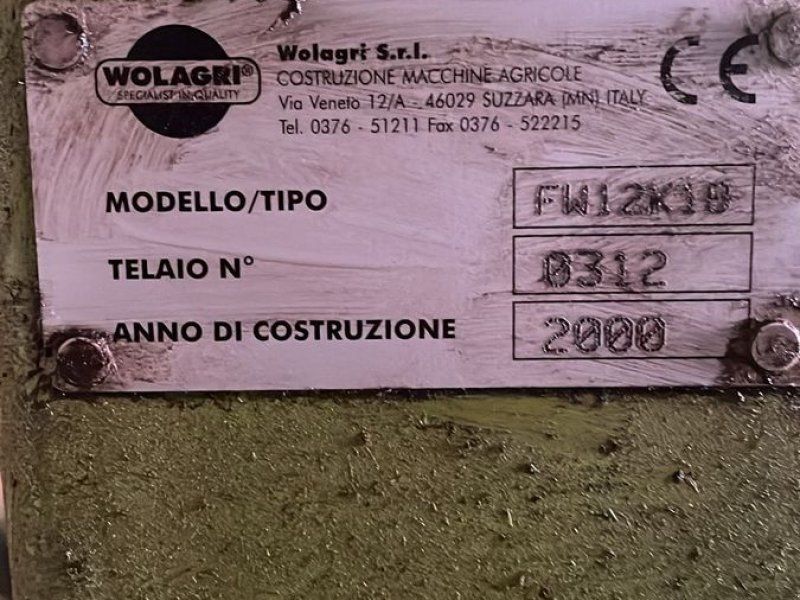 WOLAGRI®
SPECIALIST IN QUALITY
Wolagri S.r.l.
COSTRUZIONE MACCHINE AGRICOLE
Via Veneto 12/A - 46029 SUZZARA (MN) ITALY
Tel. 0376 - 51211 Fax 0376 - 522215
CE
MODELLO/TIPO FW12K18
TELAIO N° 0312
ANNO DI COSTRUZIONE 2000